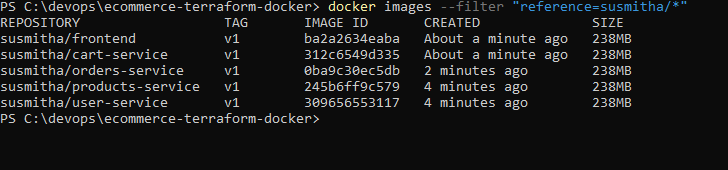 PS C:\devops\ecommerce-terraform-docker> docker images --filter "reference=susmitha/*"
REPOSITORY TAG IMAGE ID CREATED SIZE
susmitha/frontend v1 ba2a2634eaba About a minute ago 238MB
susmitha/cart-service v1 312c6549d335 About a minute ago 238MB
susmitha/orders-service v1 0ba9c30ec5db 2 minutes ago 238MB
susmitha/products-service v1 245b6ff9c579 4 minutes ago 238MB
susmitha/user-service v1 309656553117 4 minutes ago 238MB
PS C:\devops\ecommerce-terraform-docker>